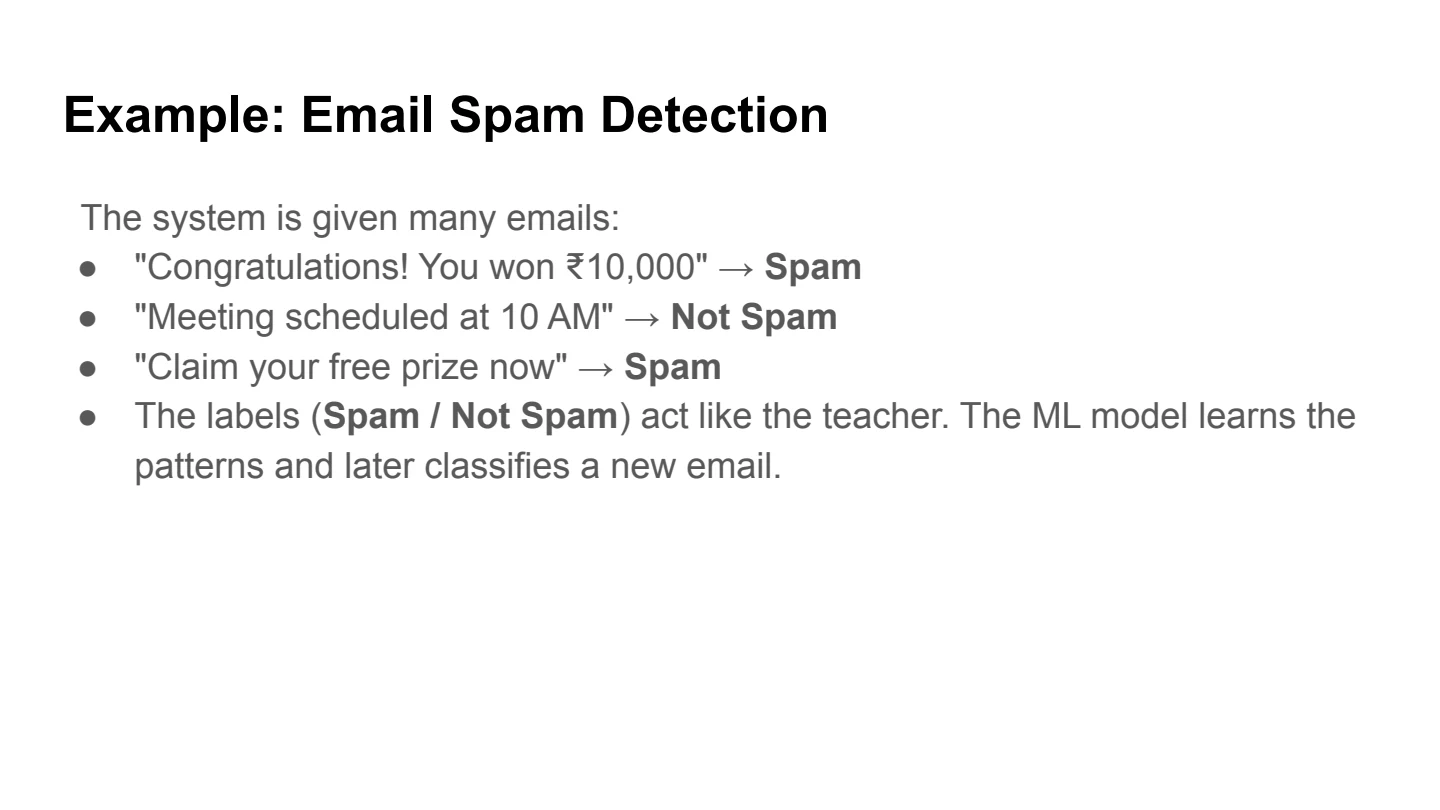 Example: Email Spam Detection
The system is given many emails:
● "Congratulations! You won ₹10,000" → Spam
● "Meeting scheduled at 10 AM" → Not Spam
● "Claim your free prize now" → Spam
● The labels (Spam / Not Spam) act like the teacher. The ML model learns the
patterns and later classifies a new email.